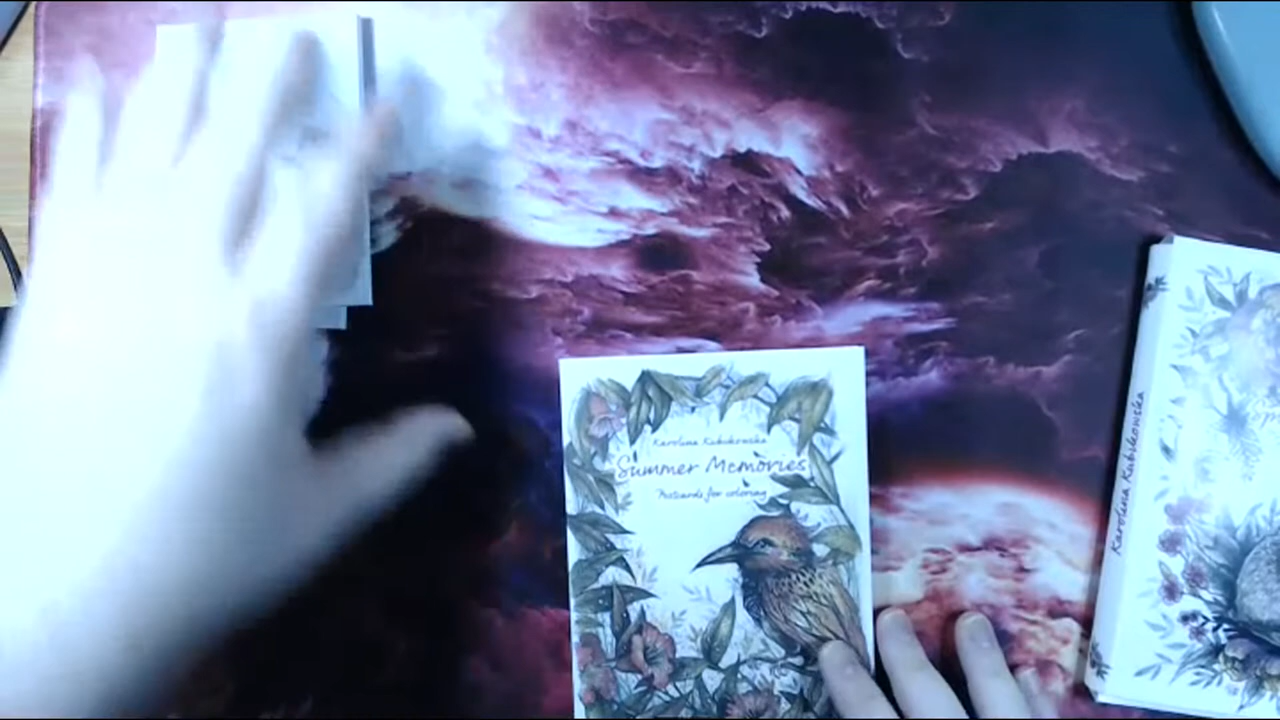 Karolina Kubikowska
Summer Memories
Postcards for coloring
Karolina Kubikowska